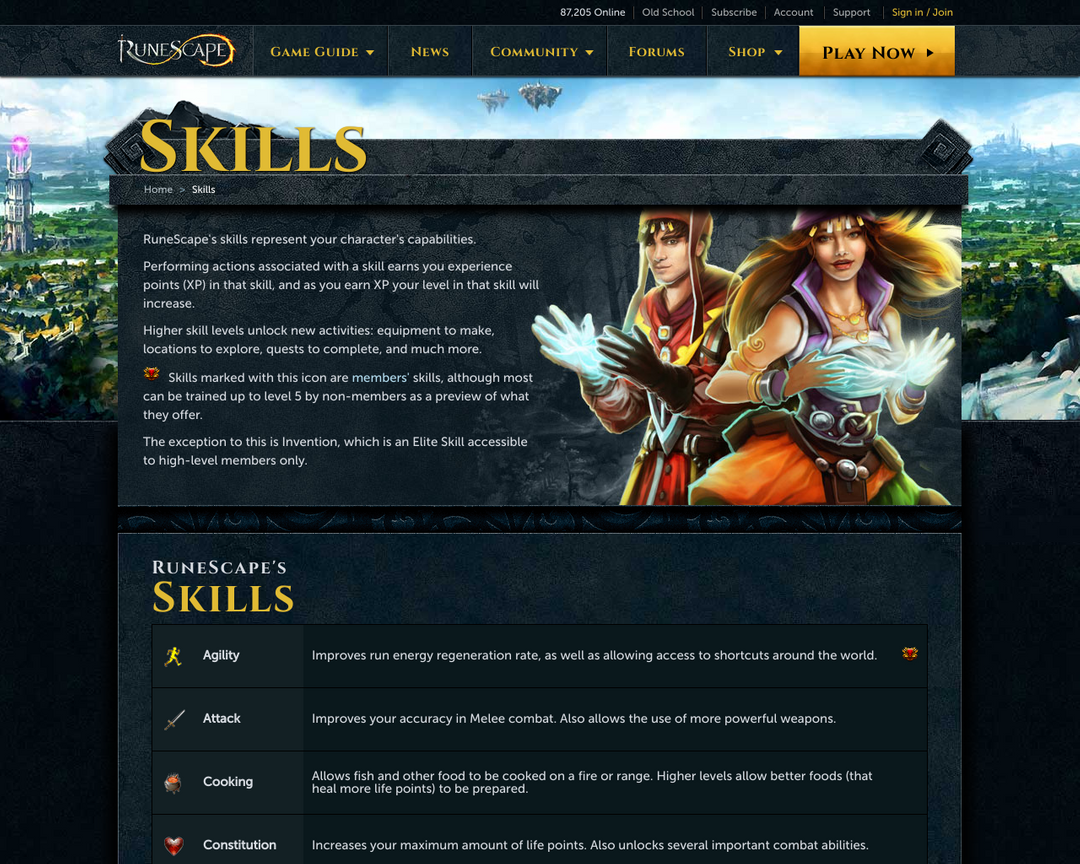 87,205 Online
Old School
Subscribe
Account
Support
Sign in / Join
RuneScape
Game Guide
News
Community
Forums
Shop
Play Now
Skills
Home > Skills
RuneScape's skills represent your character's capabilities.
Performing actions associated with a skill earns you experience
points (XP) in that skill, and as you earn XP your level in that skill will
increase.
Higher skill levels unlock new activities: equipment to make,
locations to explore, quests to complete, and much more.
Skills marked with this icon are members' skills, although most
can be trained up to level 5 by non-members as a preview of what
they offer.
The exception to this is Invention, which is an Elite Skill accessible
to high-level members only.
RuneScape's
Skills
Agility
Improves run energy regeneration rate, as well as allowing access to shortcuts around the world.
Attack
Improves your accuracy in Melee combat. Also allows the use of more powerful weapons.
Cooking
Allows fish and other food to be cooked on a fire or range. Higher levels allow better foods (that
heal more life points) to be prepared.
Constitution
Increases your maximum amount of life points. Also unlocks several important combat abilities.